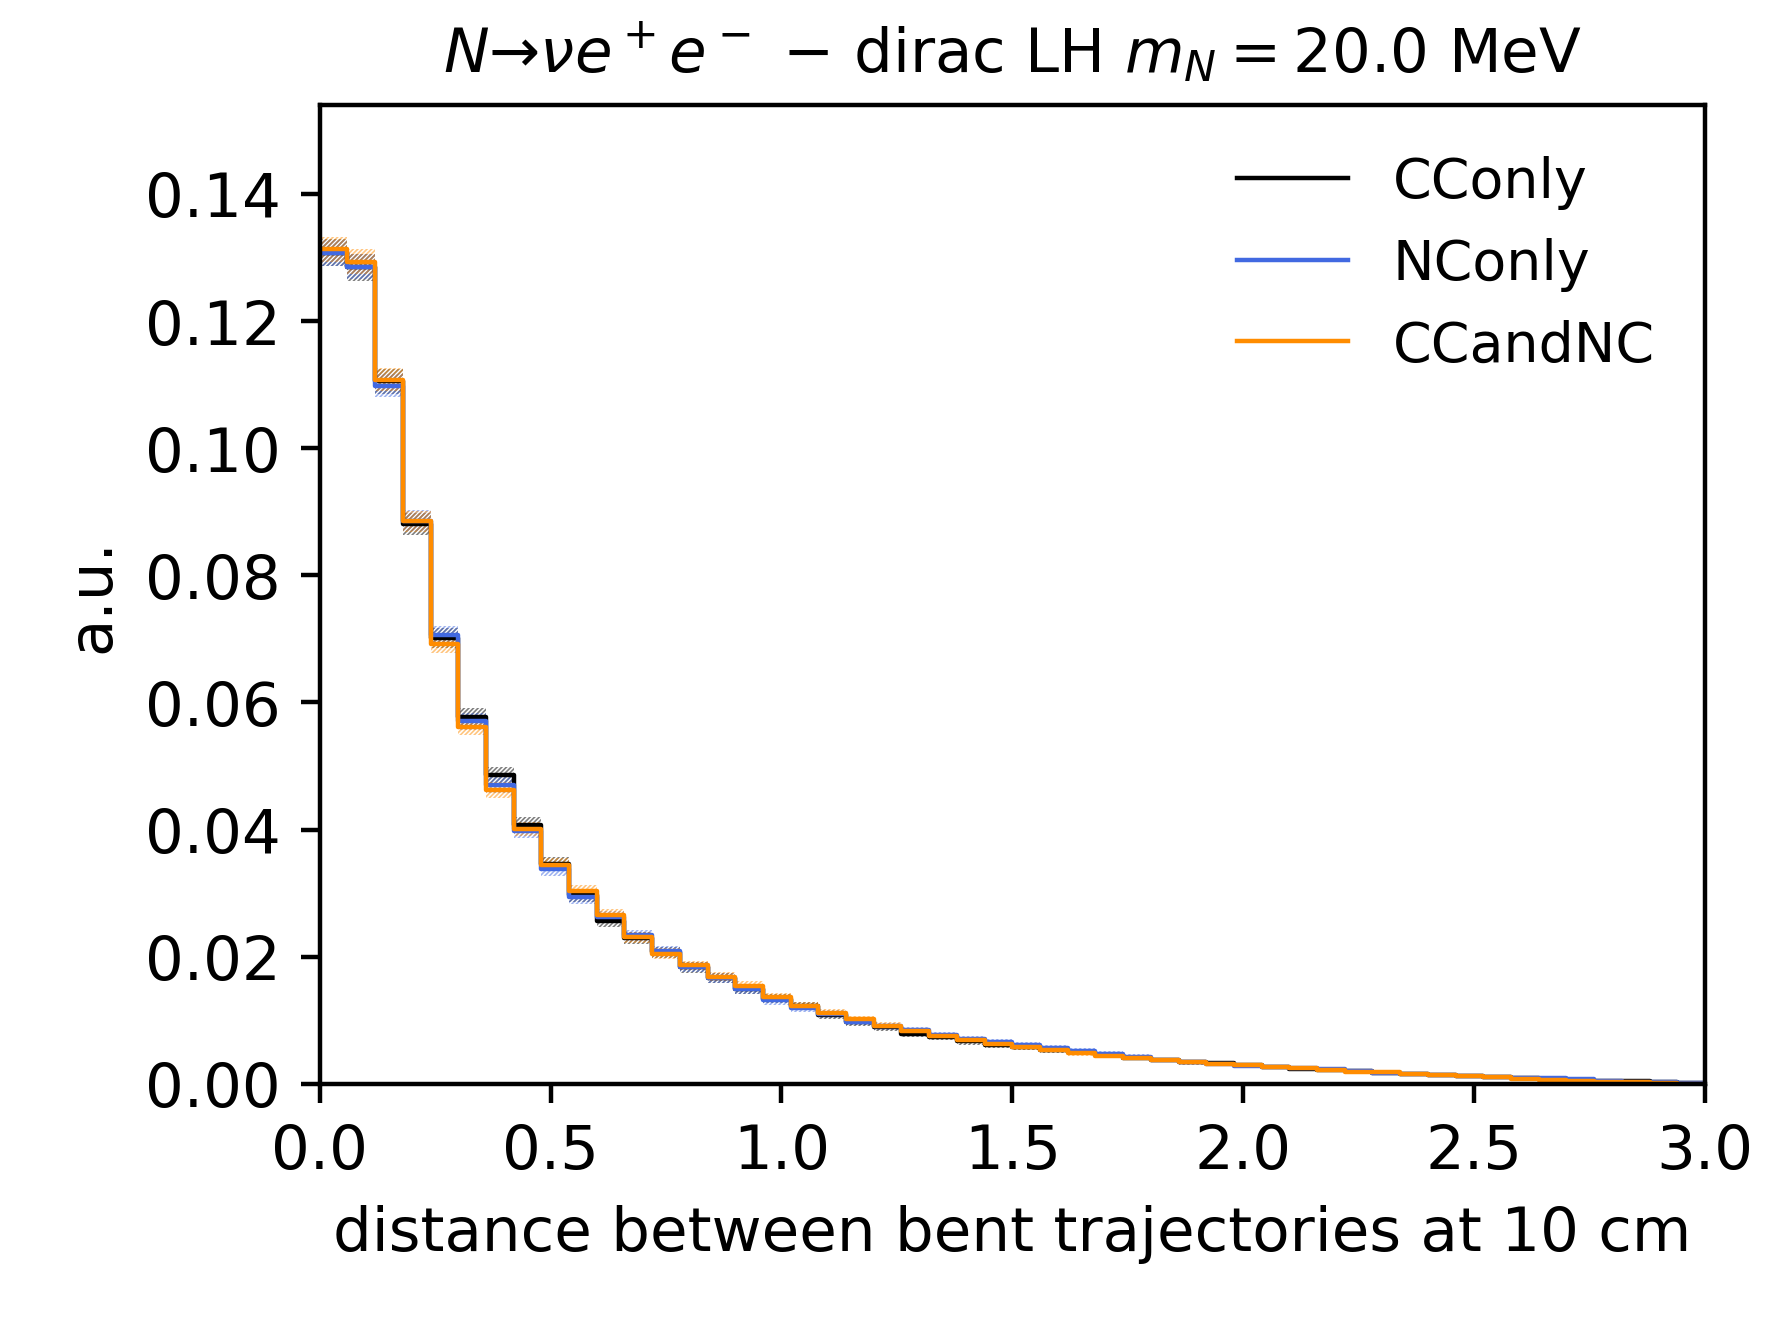 N→νe⁺e⁻ − dirac LH m_N = 20.0 MeV
CConly
NConly
CCandNC
0.14
0.12
0.10
0.08
0.06
0.04
0.02
0.00
a.u.
0.0 0.5 1.0 1.5 2.0 2.5 3.0
distance between bent trajectories at 10 cm